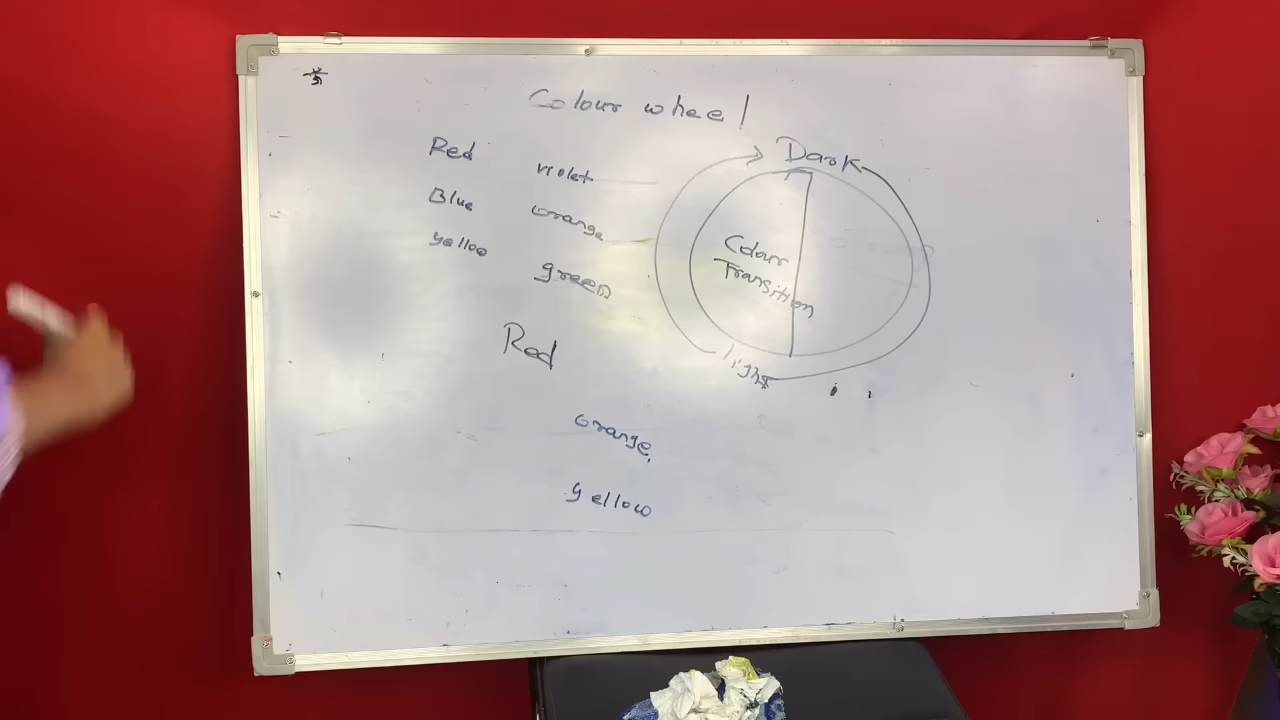 Colour wheel
Red violet
Blue orange
yelloo green
Dark
Colour
Transition
light
Red
orange,
yellow